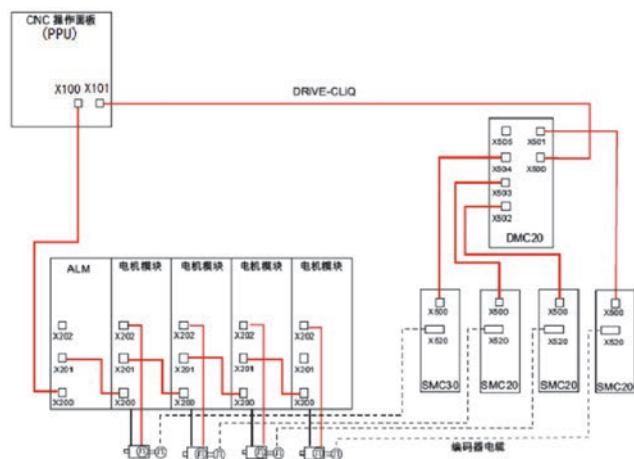 CNC 操作面板
(PPU)
X100 X101
DRIVE-CLiQ
X505 X501
X504 X500
X503
X502
DMC20
ALM 电机模块 电机模块 电机模块 电机模块
X202 X202 X202 X202 X202
X201 X201 X201 X201 X201
X200 X200 X200 X200 X200
X500 X500 X500 X500
X520 X520 X520 X520
SMC30 SMC20 SMC20 SMC20
编码器电缆